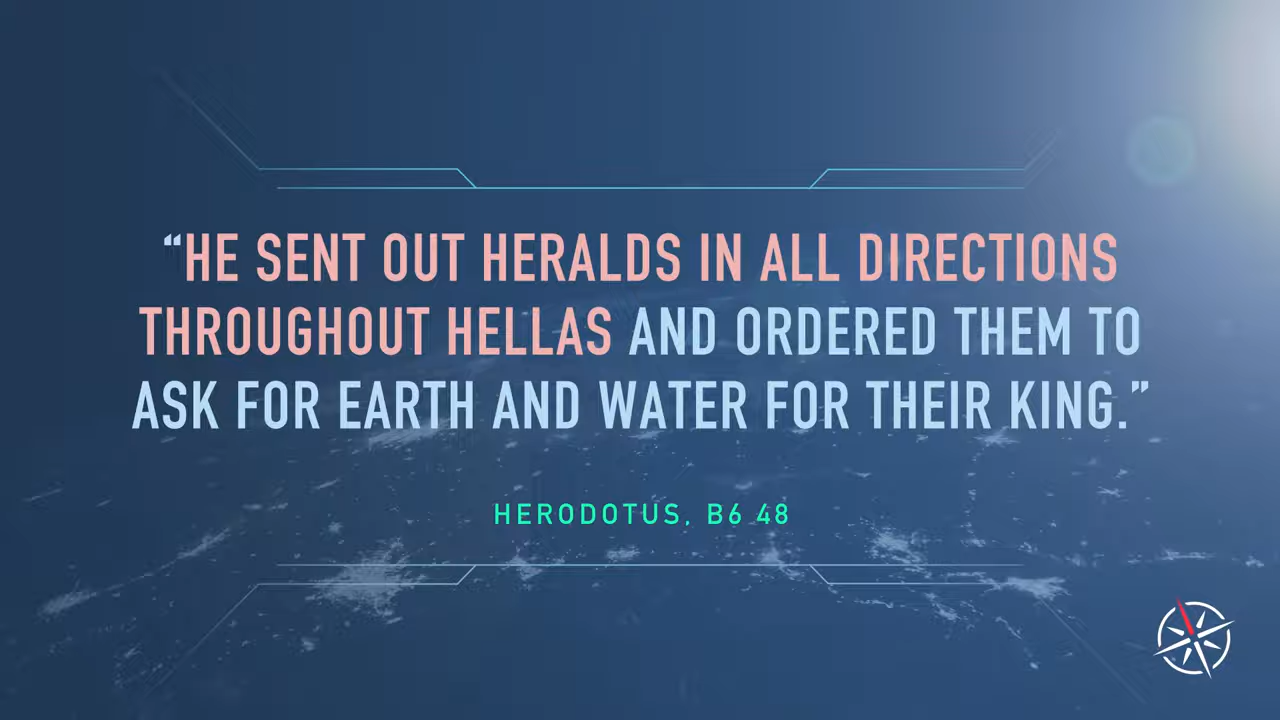 “HE SENT OUT HERALDS IN ALL DIRECTIONS
THROUGHOUT HELLAS AND ORDERED THEM TO
ASK FOR EARTH AND WATER FOR THEIR KING.”
HERODOTUS, B6 48